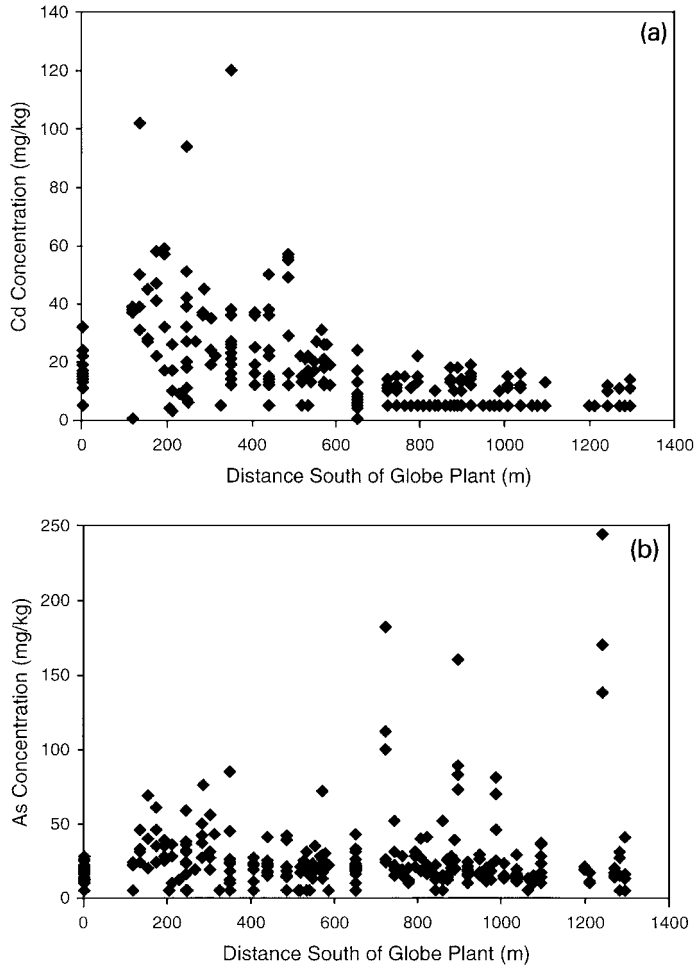 (a)
Cd Concentration (mg/kg)
140
120
100
80
60
40
20
0
0 200 400 600 800 1000 1200 1400
Distance South of Globe Plant (m)
(b)
As Concentration (mg/kg)
250
200
150
100
50
0
0 200 400 600 800 1000 1200 1400
Distance South of Globe Plant (m)